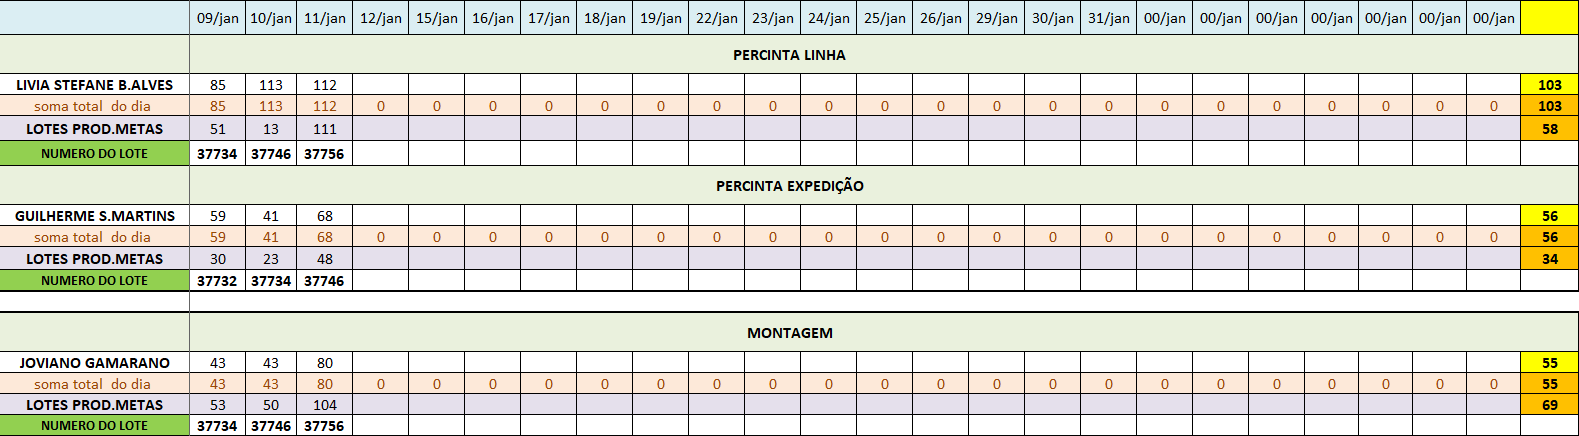 09/jan 10/jan 11/jan 12/jan 15/jan 16/jan 17/jan 18/jan 19/jan 22/jan 23/jan 24/jan 25/jan 26/jan 29/jan 30/jan 31/jan 00/jan 00/jan 00/jan 00/jan 00/jan 00/jan 00/jan
PERCINTA LINHA
LIVIA STEFANE B.ALVES 85 113 112 103
soma total do dia 85 113 112 0 0 0 0 0 0 0 0 0 0 0 0 0 0 0 0 0 0 0 0 0 103
LOTES PROD.METAS 51 13 111 58
NUMERO DO LOTE 37734 37746 37756
PERCINTA EXPEDIÇÃO
GUILHERME S.MARTINS 59 41 68 56
soma total do dia 59 41 68 0 0 0 0 0 0 0 0 0 0 0 0 0 0 0 0 0 0 0 0 0 56
LOTES PROD.METAS 30 23 48 34
NUMERO DO LOTE 37732 37734 37746
MONTAGEM
JOVIANO GAMARANO 43 43 80 55
soma total do dia 43 43 80 0 0 0 0 0 0 0 0 0 0 0 0 0 0 0 0 0 0 0 0 0 55
LOTES PROD.METAS 53 50 104 69
NUMERO DO LOTE 37734 37746 37756